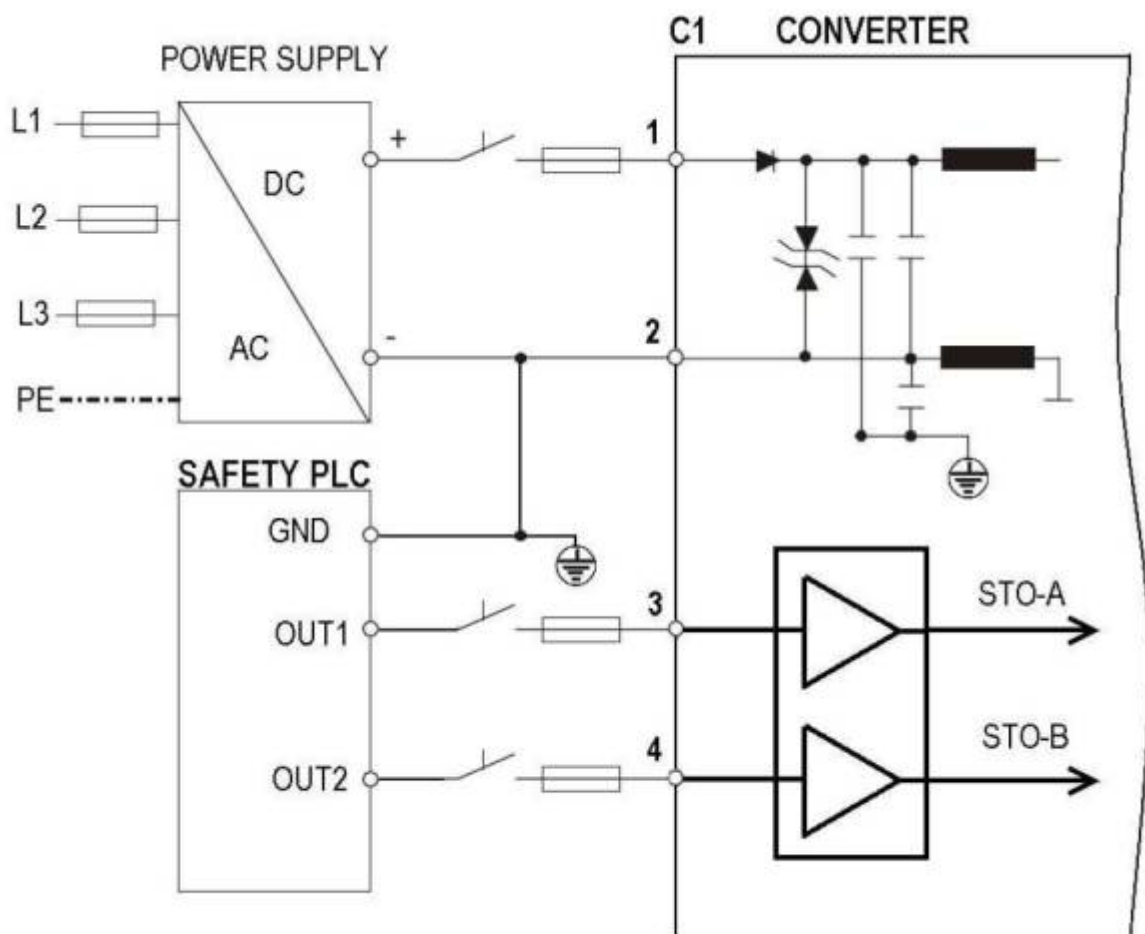 C1 CONVERTER
POWER SUPPLY
L1
+
1
DC
L2
L3
-
2
AC
PE
SAFETY PLC
GND
3
STO-A
OUT1
4
STO-B
OUT2